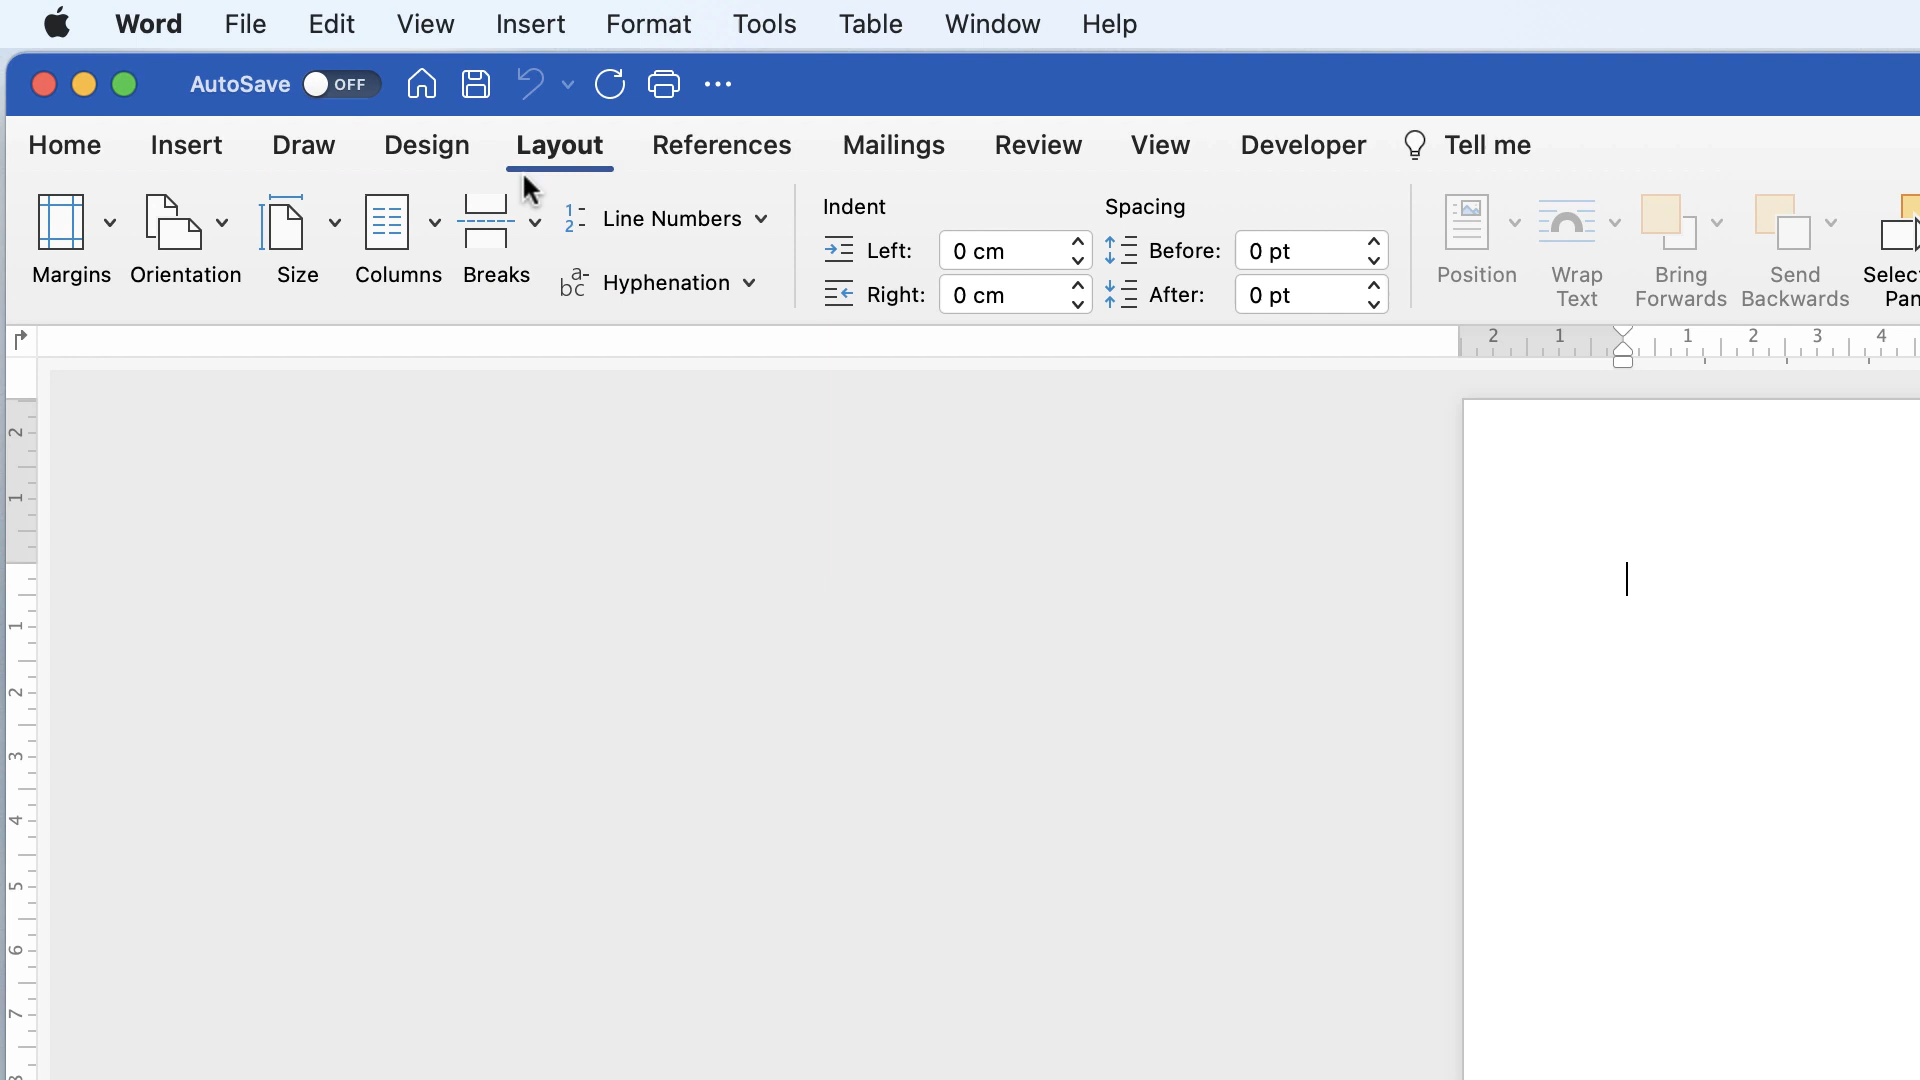 Word File Edit View Insert Format Tools Table Window Help
AutoSave OFF
Home Insert Draw Design Layout References Mailings Review View Developer Tell me
Margins
Orientation
Size
Columns
Breaks
1 2 Line Numbers
a- bc Hyphenation
Indent
Left: 0 cm
Right: 0 cm
Spacing
Before: 0 pt
After: 0 pt
Position
Wrap
Text
Bring
Forwards
Send
Backwards
Selec
Pan
2 1 1 2 3 4
2
1
1
2
3
4
5
6
7